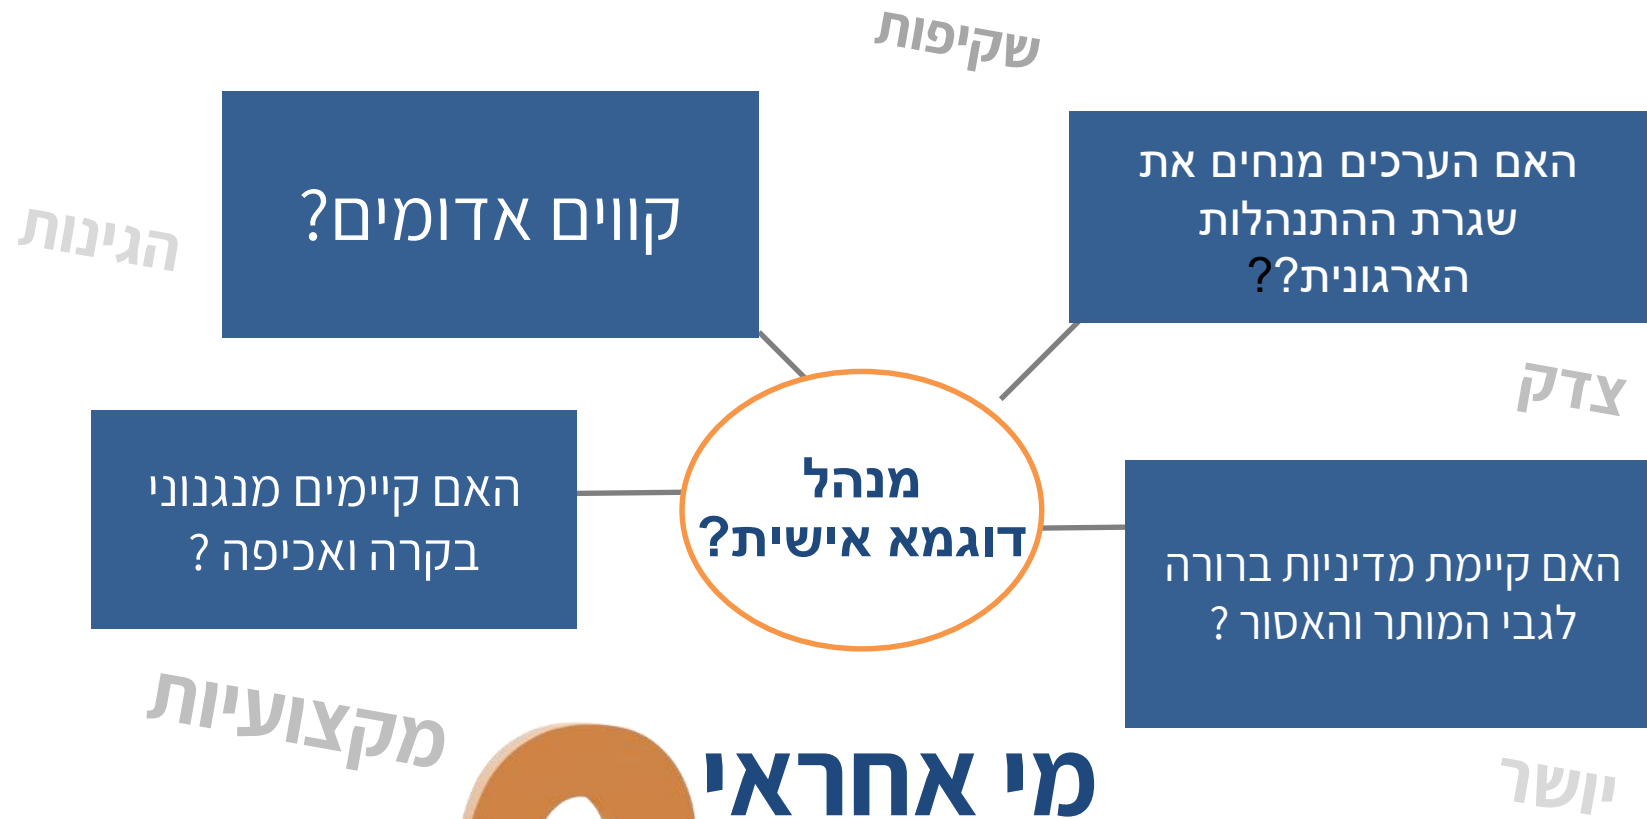 שקיפות
האם הערכים מנחים את
שגרת ההתנהלות
הארגונית??
קווים אדומים?
הגינות
צדק
מנהל
דוגמא אישית?
האם קיימים מנגנוני
בקרה ואכיפה ?
האם קיימת מדיניות ברורה
לגבי המותר והאסור ?
מקצועיות
מי אחראי
יושר